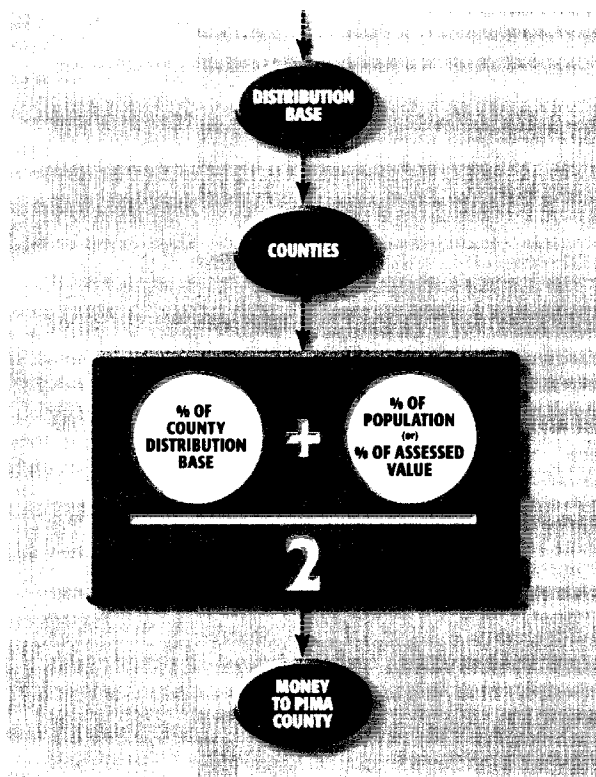 DISTRIBUTION
BASE
COUNTIES
% OF
COUNTY
DISTRIBUTION
BASE
+
% OF
POPULATION
(or)
% OF ASSESSED
VALUE
2
MONEY
TO PIMA
COUNTY